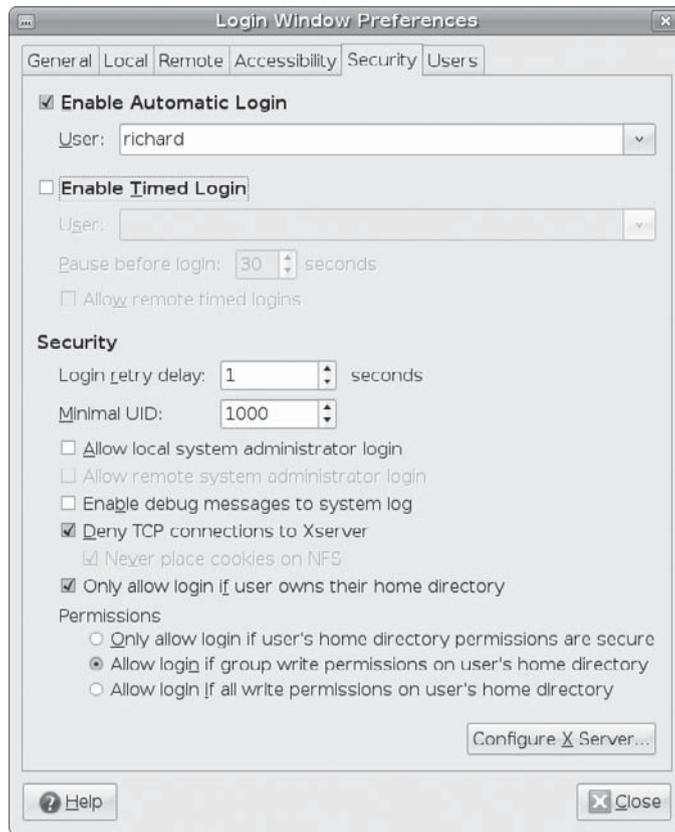 Login Window Preferences
General Local Remote Accessibility Security Users
Enable Automatic Login
User: richard
Enable Timed Login
User:
Pause before login: 30 seconds
Allow remote timed logins
Security
Login retry delay: 1 seconds
Minimal UID: 1000
Allow local system administrator login
Allow remote system administrator login
Enable debug messages to system log
Deny TCP connections to Xserver
Never place cookies on NFS
Only allow login if user owns their home directory
Permissions
Only allow login if user's home directory permissions are secure
Allow login if group write permissions on user's home directory
Allow login if all write permissions on user's home directory
Configure X Server...
Help Close